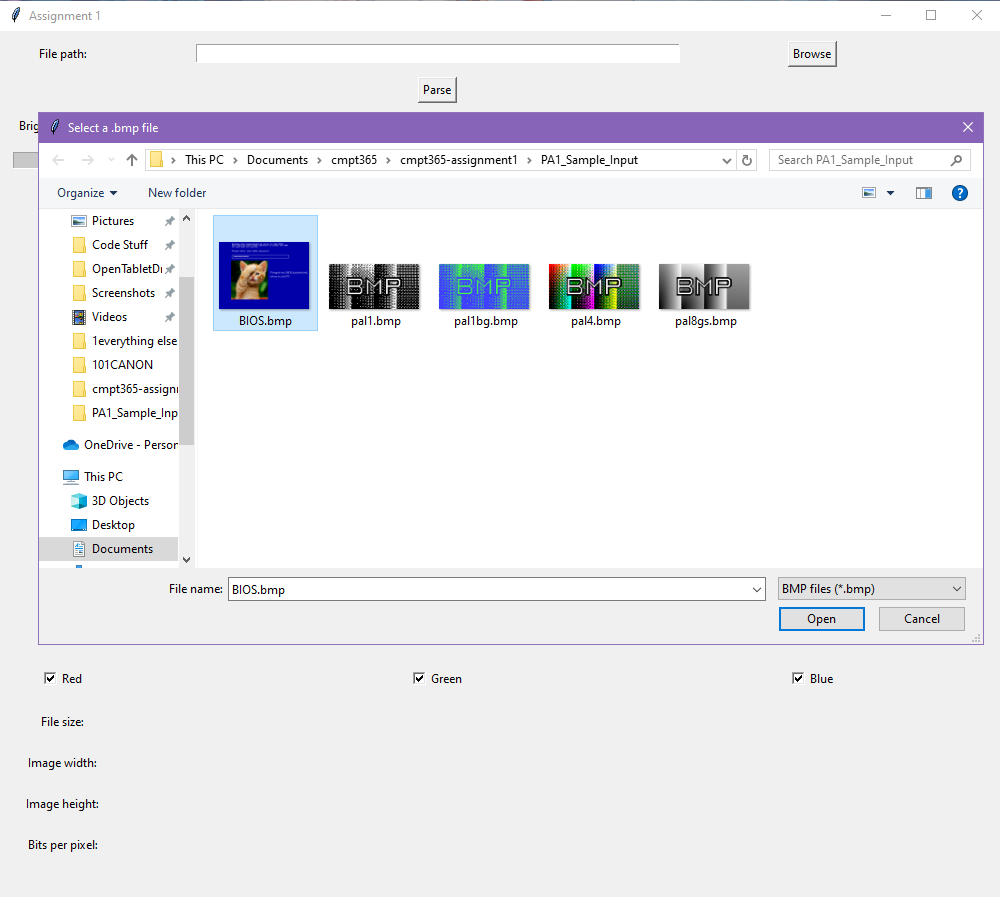 Assignment 1
File path:
Browse
Parse
Brig
Select a .bmp file
This PC > Documents > cmpt365 > cmpt365-assignment1 > PA1_Sample_Input
Search PA1_Sample_Input
Organize
New folder
Pictures
Code Stuff
OpenTabletDr
Screenshots
Videos
1everything else
101CANON
cmpt365-assignm
PA1_Sample_Inp
OneDrive - Person
This PC
3D Objects
Desktop
Documents
BMP
BMP
BMP
BMP
BIOS.bmp
pal1.bmp
pal1bg.bmp
pal4.bmp
pal8gs.bmp
File name:
BIOS.bmp
BMP files (*.bmp)
Open
Cancel
Red
Green
Blue
File size:
Image width:
Image height:
Bits per pixel: